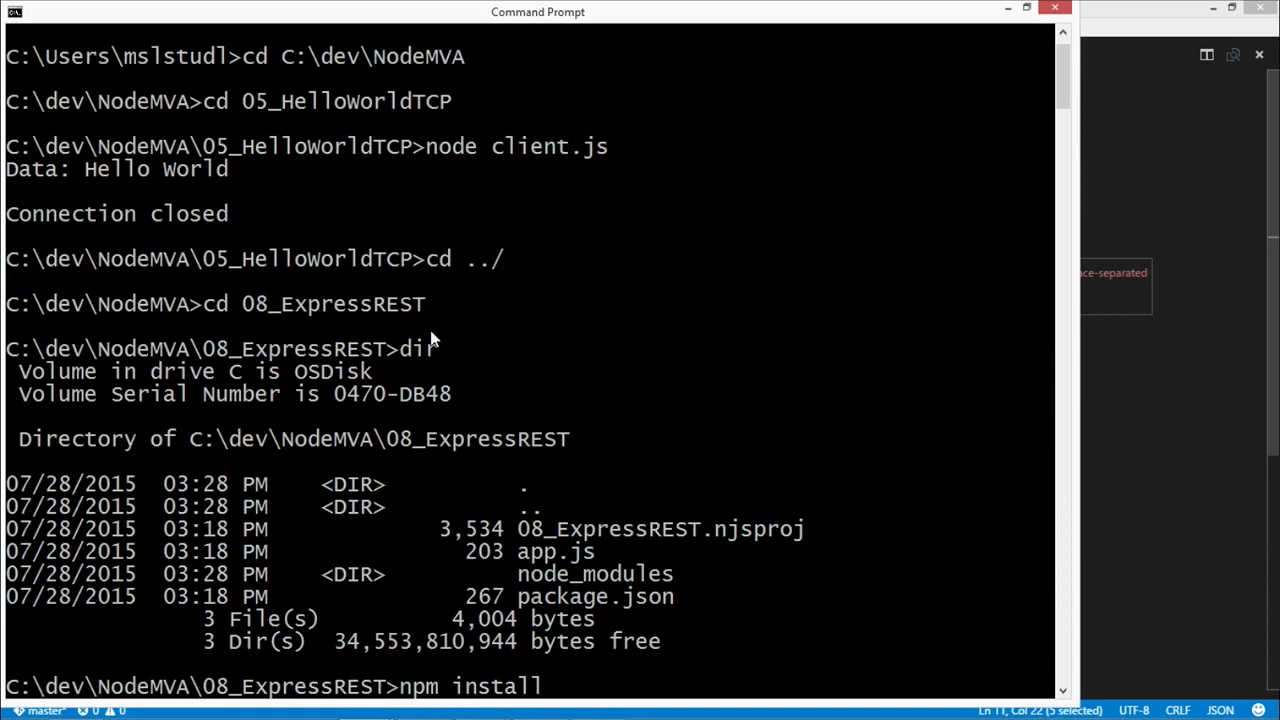 Command Prompt
C:\Users\mslstudl>cd C:\dev\NodeMVA
C:\dev\NodeMVA>cd 05_HelloWorldTCP
C:\dev\NodeMVA\05_HelloWorldTCP>node client.js
Data: Hello World
Connection closed
C:\dev\NodeMVA\05_HelloWorldTCP>cd ../
C:\dev\NodeMVA>cd 08_ExpressREST
C:\dev\NodeMVA\08_ExpressREST>dir
Volume in drive C is OSDisk
Volume Serial Number is 0470-DB48
Directory of C:\dev\NodeMVA\08_ExpressREST
07/28/2015 03:28 PM <DIR> .
07/28/2015 03:28 PM <DIR> ..
07/28/2015 03:18 PM 3,534 08_ExpressREST.njsproj
07/28/2015 03:18 PM 203 app.js
07/28/2015 03:28 PM <DIR> node_modules
07/28/2015 03:18 PM 267 package.json
3 File(s) 4,004 bytes
3 Dir(s) 34,553,810,944 bytes free
C:\dev\NodeMVA\08_ExpressREST>npm install
ace-separated
master* 0 0 Ln 11, Col 22 (5 selected) UTF-8 CRLF JSON